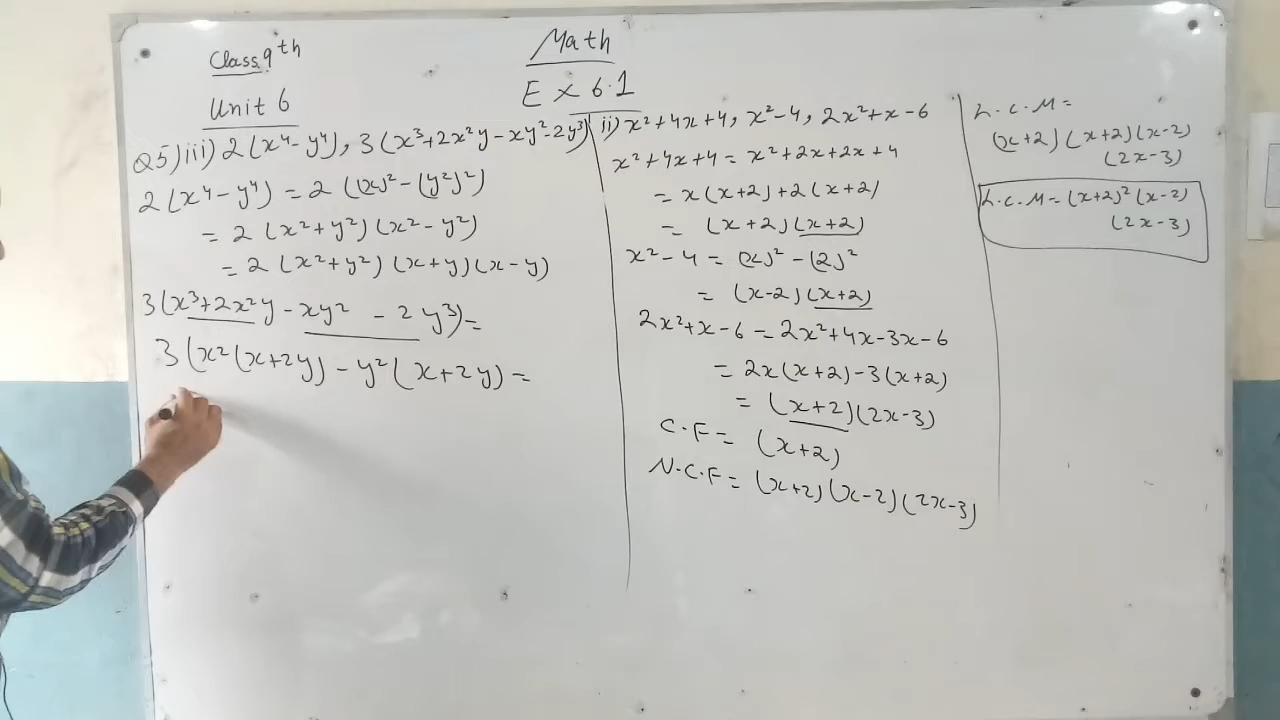 Class 9th
Math
Unit 6
Ex 6.1
Q5) iii) 2(x⁴-y⁴), 3(x³+2x²y-xy²-2y³)
2(x⁴-y⁴) = 2((x²)²-(y²)²)
= 2(x²+y²)(x²-y²)
= 2(x²+y²)(x+y)(x-y)
3(x³+2x²y-xy²-2y³)=
3(x²(x+2y)-y²(x+2y)=
ii) x²+4x+4, x²-4, 2x²+x-6
x²+4x+4 = x²+2x+2x+4
= x(x+2)+2(x+2)
= (x+2)(x+2)
x²-4 = (x)²-(2)²
= (x-2)(x+2)
2x²+x-6 = 2x²+4x-3x-6
= 2x(x+2)-3(x+2)
= (x+2)(2x-3)
C.F = (x+2)
N.C.F = (x+2)(x-2)(2x-3)
L.C.M =
(x+2)(x+2)(x-2)
(2x-3)
L.C.M = (x+2)²(x-2)
(2x-3)